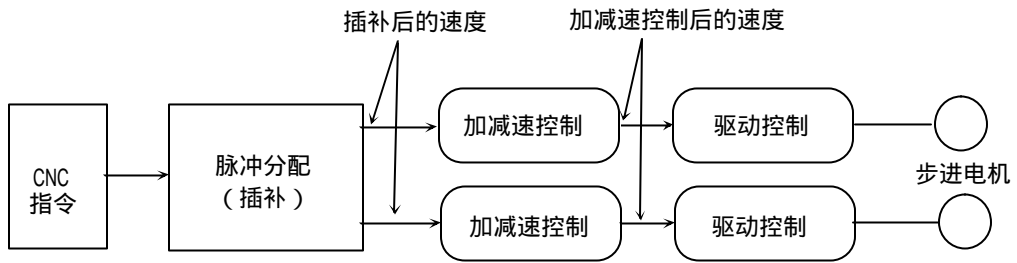 插补后的速度
加减速控制后的速度
CNC
指令
脉冲分配
（插补）
加减速控制
驱动控制
步进电机
加减速控制
驱动控制